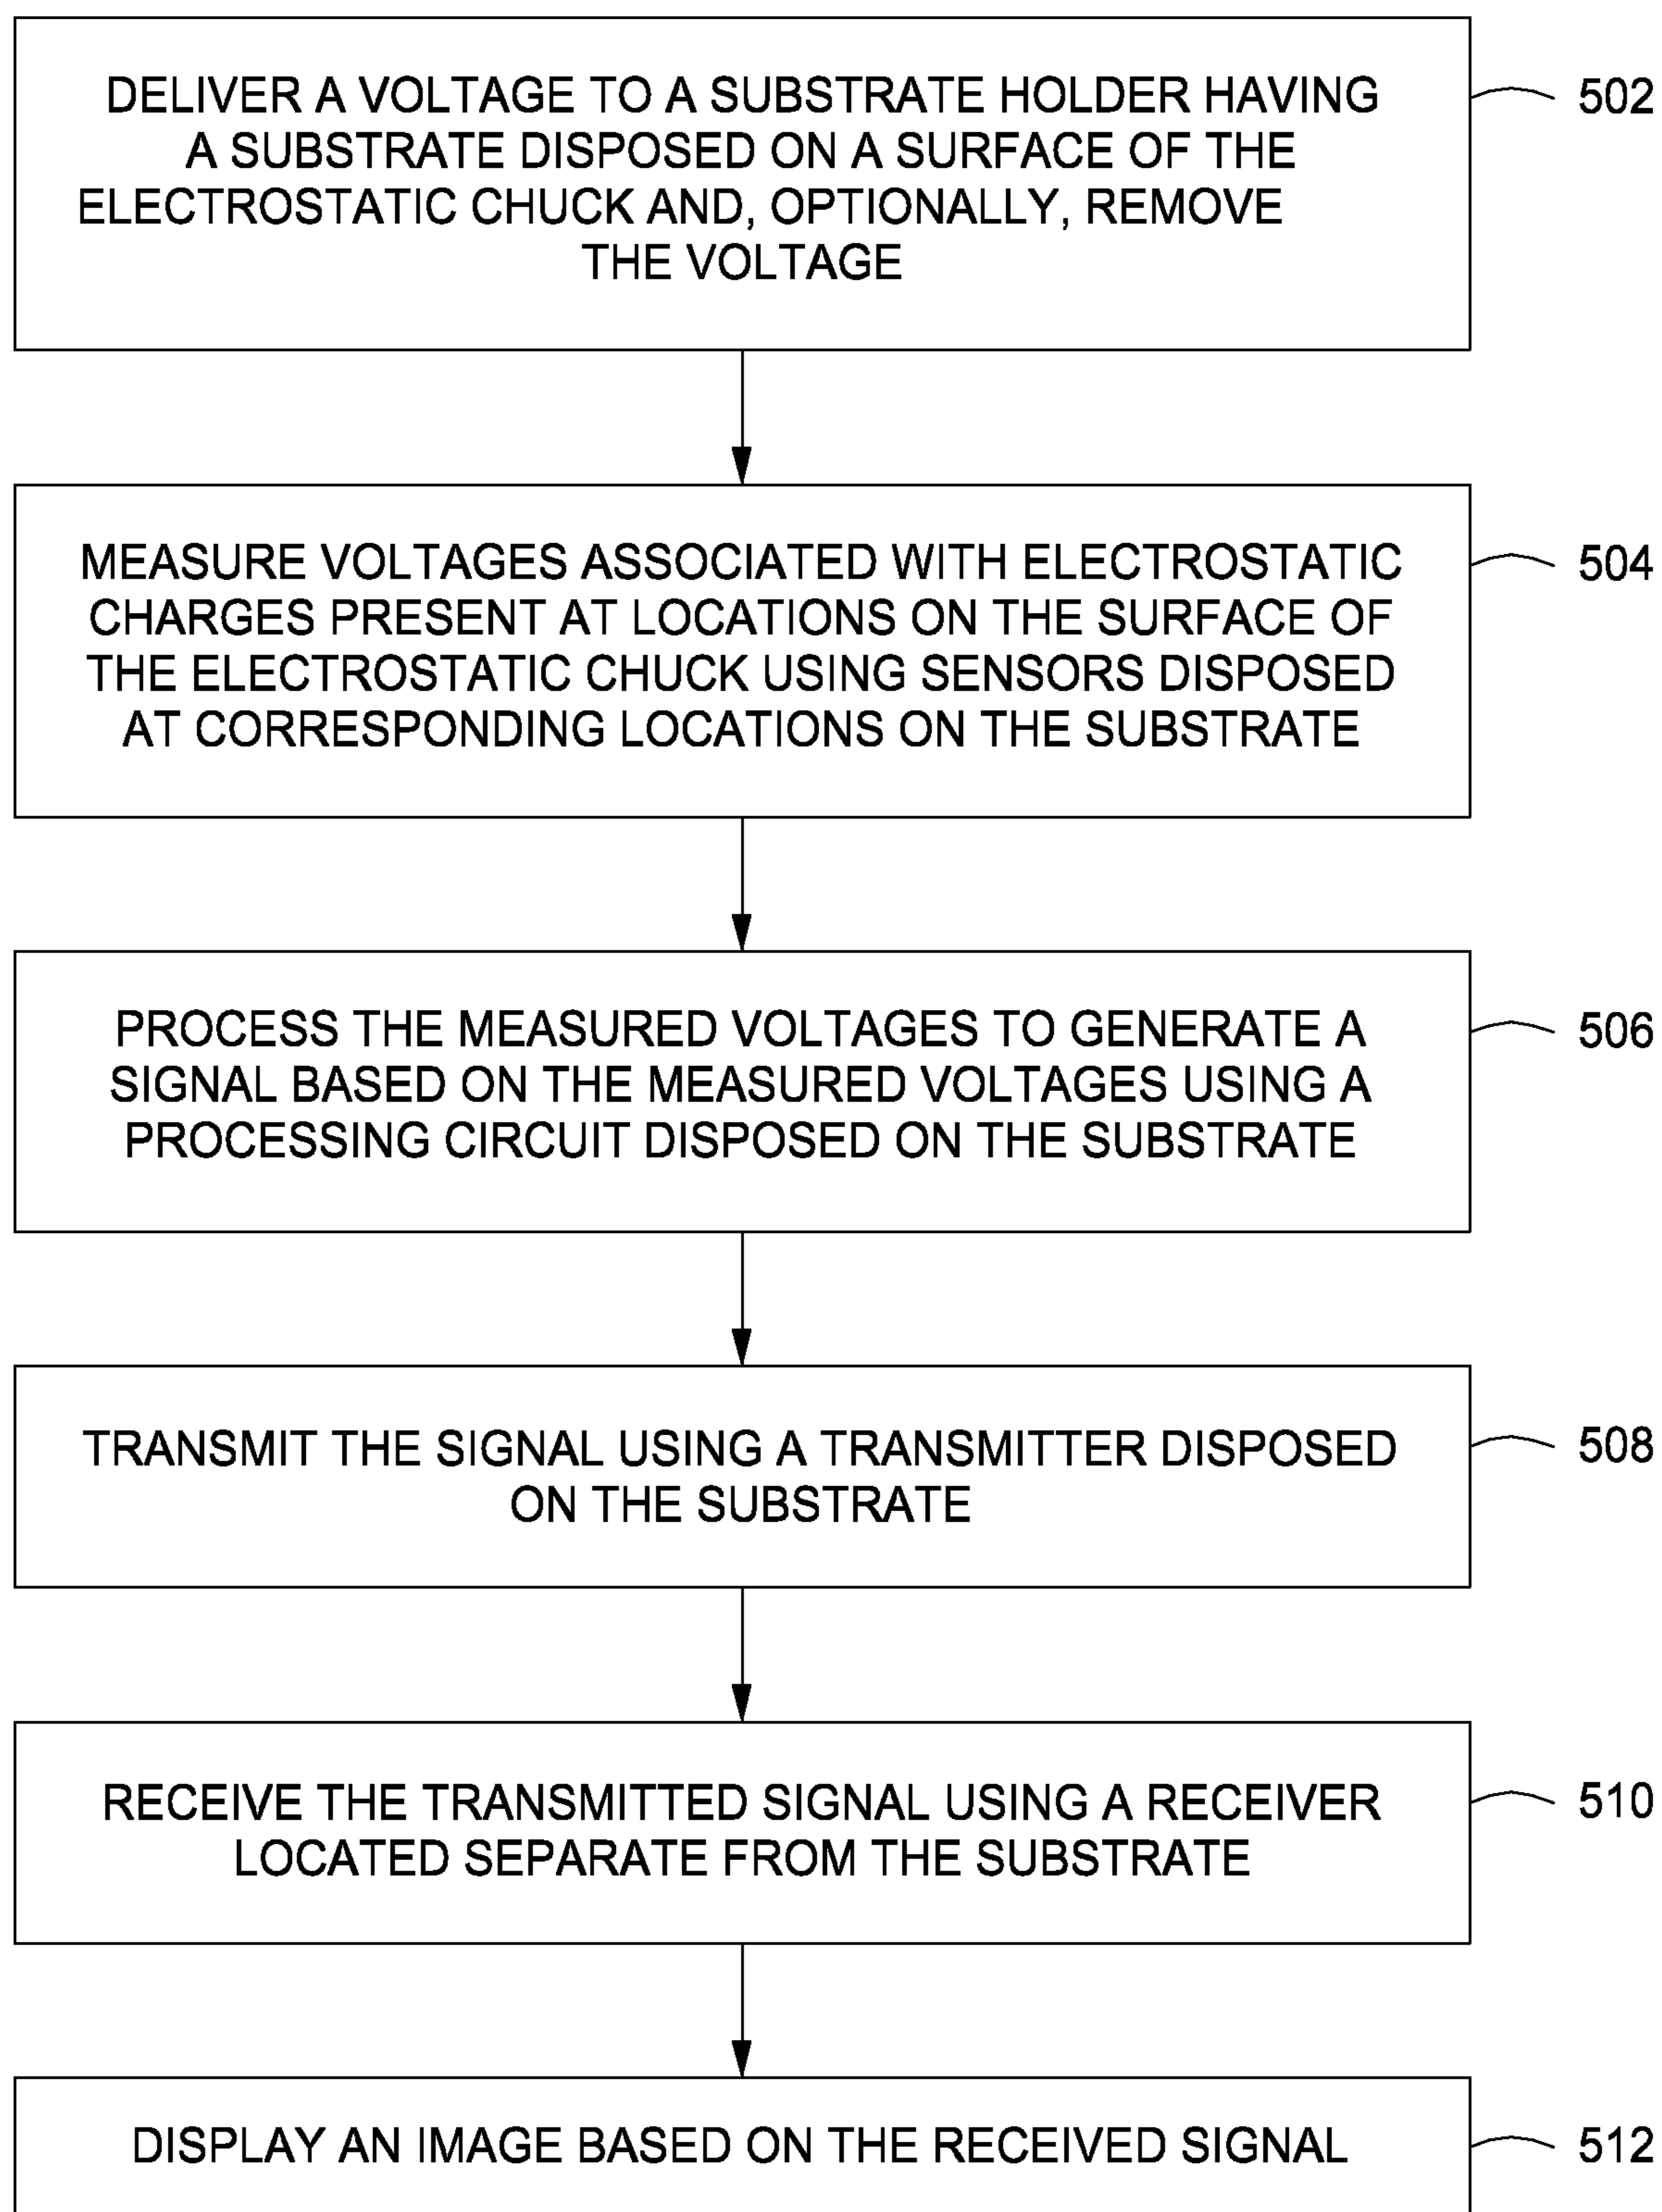 DELIVER A VOLTAGE TO A SUBSTRATE HOLDER HAVING
A SUBSTRATE DISPOSED ON A SURFACE OF THE
ELECTROSTATIC CHUCK AND, OPTIONALLY, REMOVE
THE VOLTAGE
502
MEASURE VOLTAGES ASSOCIATED WITH ELECTROSTATIC
CHARGES PRESENT AT LOCATIONS ON THE SURFACE OF
THE ELECTROSTATIC CHUCK USING SENSORS DISPOSED
AT CORRESPONDING LOCATIONS ON THE SUBSTRATE
504
PROCESS THE MEASURED VOLTAGES TO GENERATE A
SIGNAL BASED ON THE MEASURED VOLTAGES USING A
PROCESSING CIRCUIT DISPOSED ON THE SUBSTRATE
506
TRANSMIT THE SIGNAL USING A TRANSMITTER DISPOSED
ON THE SUBSTRATE
508
RECEIVE THE TRANSMITTED SIGNAL USING A RECEIVER
LOCATED SEPARATE FROM THE SUBSTRATE
510
DISPLAY AN IMAGE BASED ON THE RECEIVED SIGNAL
512